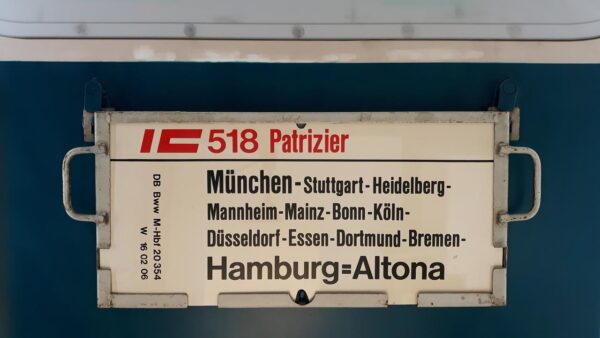 IC 518 Patrizier
München-Stuttgart-Heidelberg-
Mannheim-Mainz-Bonn-Köln-
Düsseldorf-Essen-Dortmund-Bremen-
Hamburg=Altona
DB Bww M-Hbf 20 354
W 16 02 06